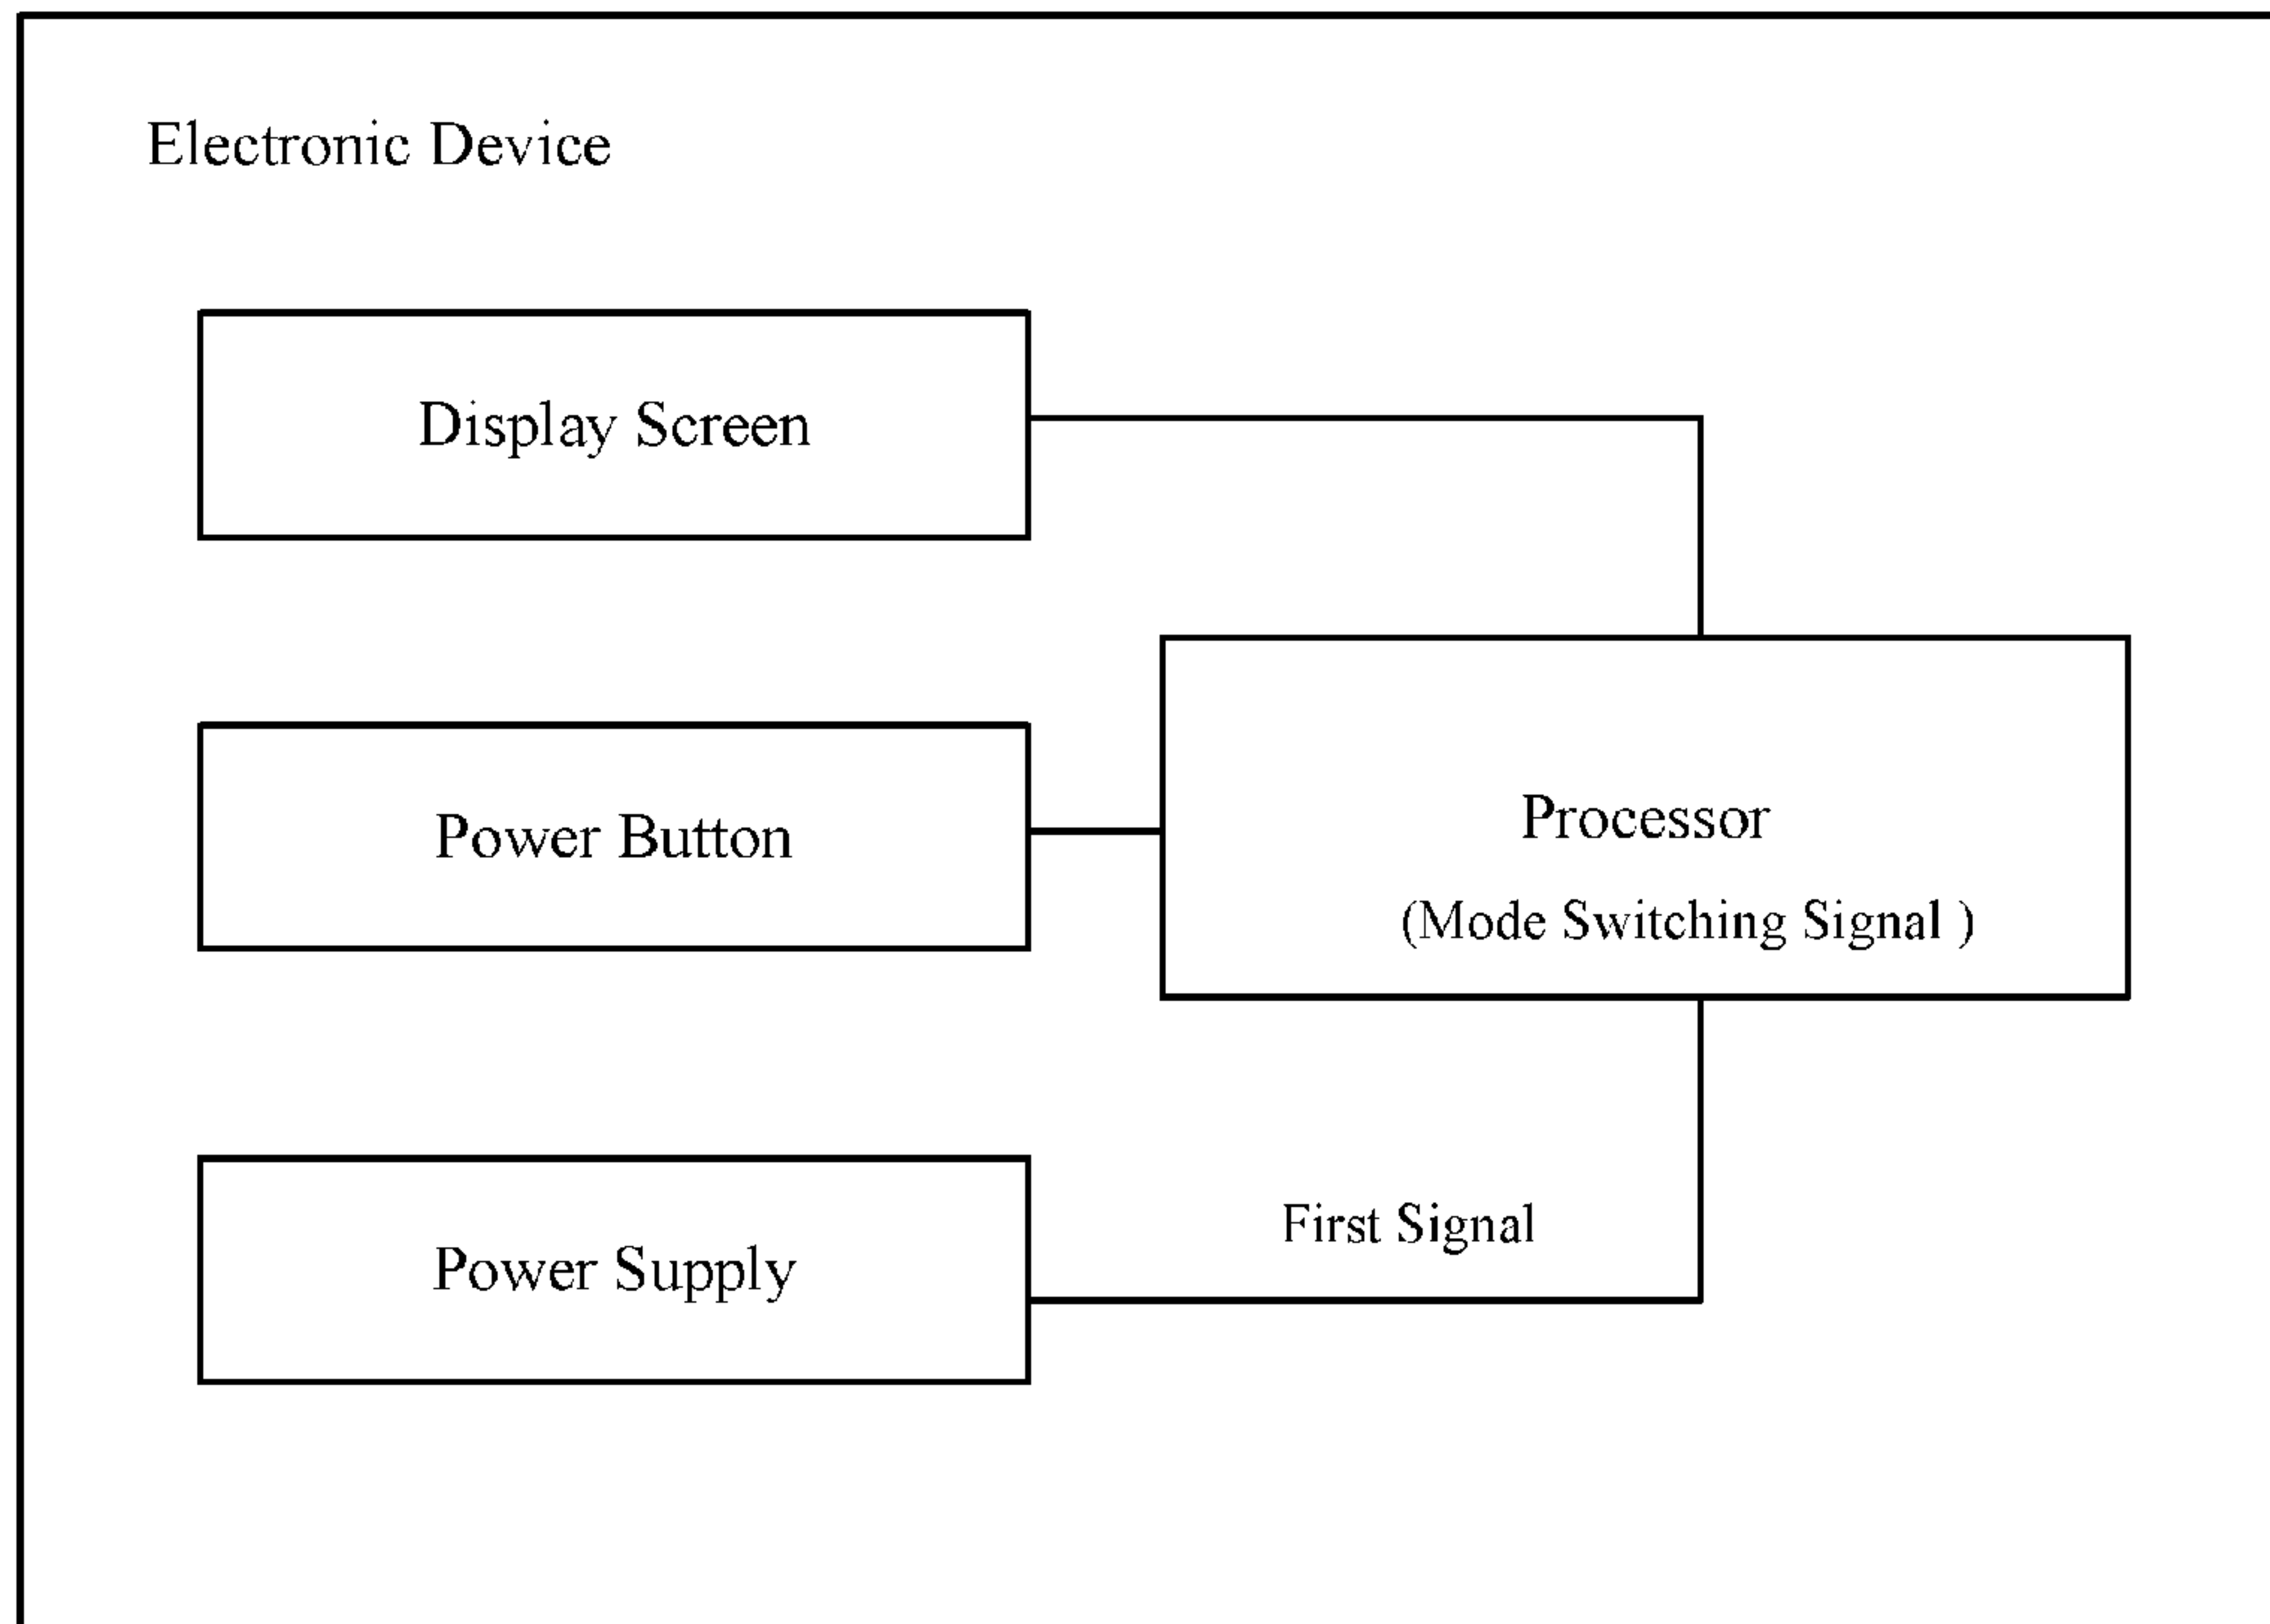 Electronic Device
Display Screen
Power Button
Processor
(Mode Switching Signal )
First Signal
Power Supply